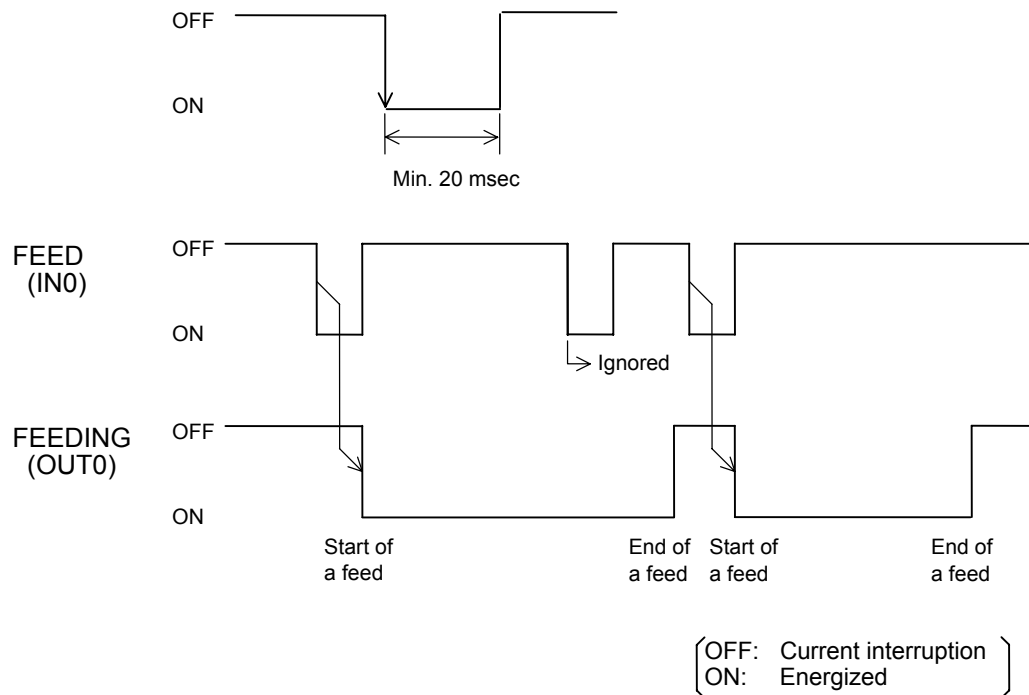 OFF
ON
Min. 20 msec
FEED
(IN0)
OFF
ON
Ignored
FEEDING
(OUT0)
OFF
ON
Start of
a feed
End of
a feed
Start of
a feed
End of
a feed
OFF: Current interruption
ON: Energized